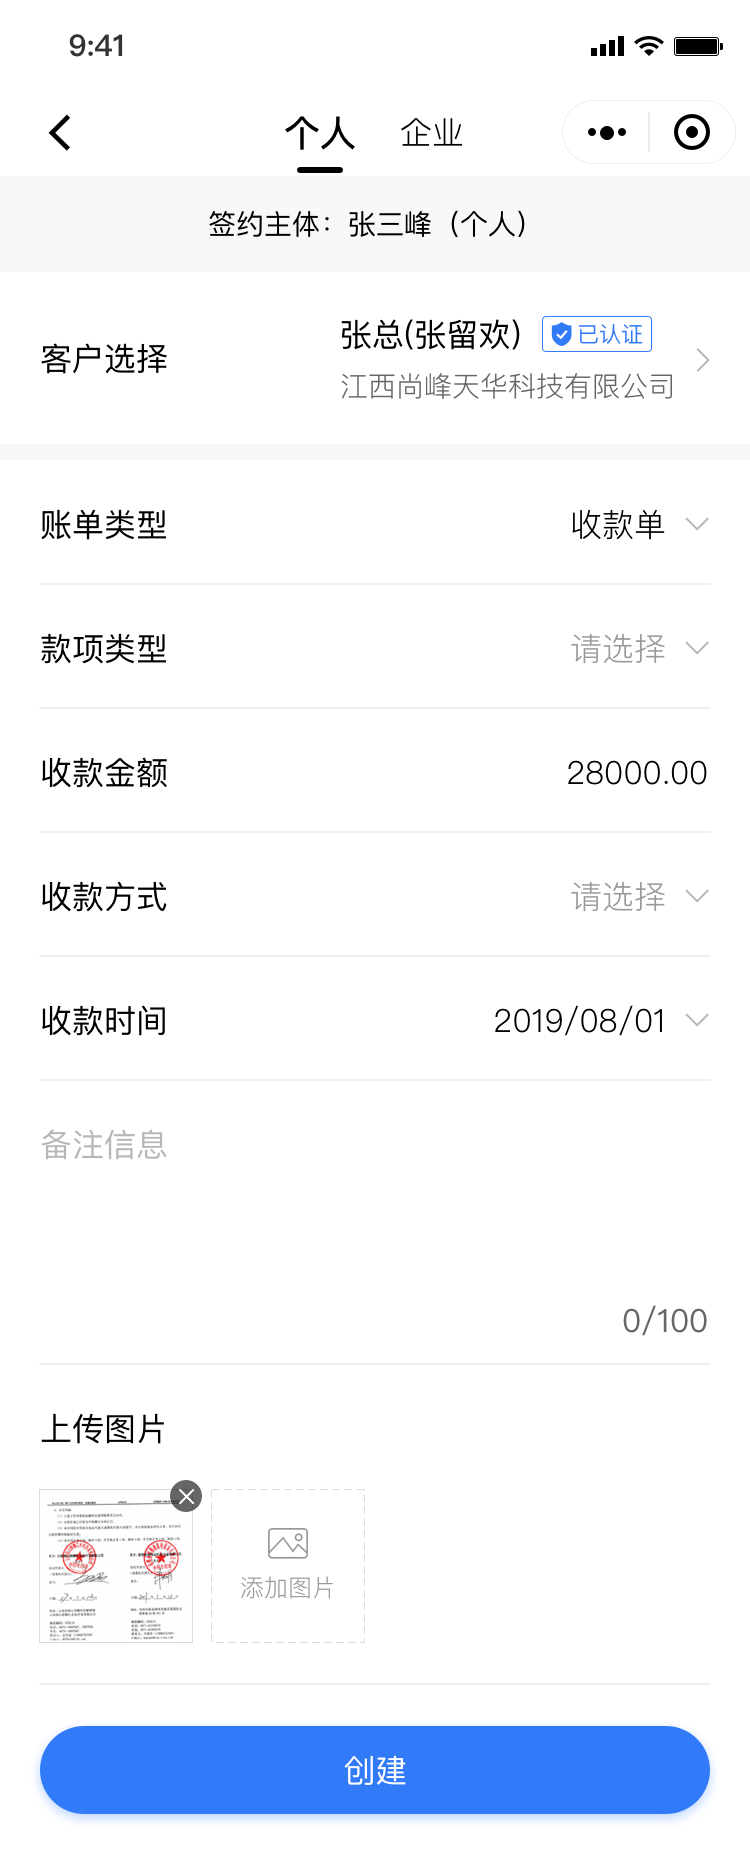 9:41
个人 企业
签约主体：张三峰（个人）
客户选择
张总(张留欢) 已认证
江西尚峰天华科技有限公司
账单类型 收款单
款项类型 请选择
收款金额 28000.00
收款方式 请选择
收款时间 2019/08/01
备注信息
0/100
上传图片
添加图片
创建